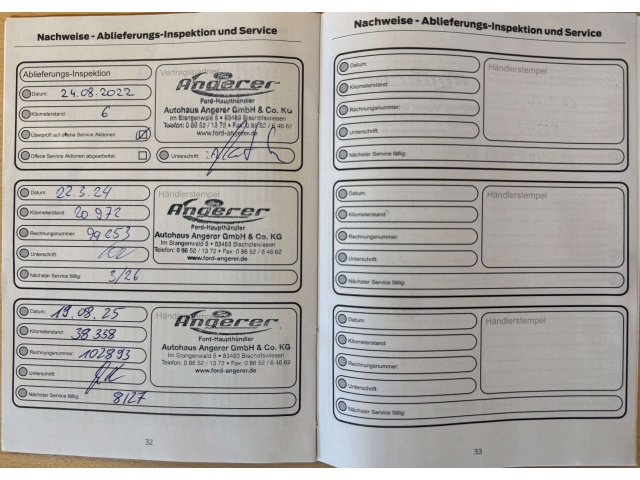 Nachweise - Ablieferungs-Inspektion und Service
Ablieferungs-Inspektion
Datum: 24.08.2022
Kilometerstand: 6
Überprüft auf offene Service Aktionen:
Offene Service Aktionen abgearbeitet:
Vertragspartner
Ford
Angerer
Ford-Haupthändler
Autohaus Angerer GmbH & Co. KG
Im Stangenwald 5 • 83483 Bischofswiesen
Telefon: 0 86 52 / 13 72 • Fax: 0 86 52 / 6 46 62
www.ford-angerer.de
Unterschrift:
Datum: 22.3.24
Kilometerstand: 20 972
Rechnungsnummer: 99253
Unterschrift:
Nächster Service fällig: 3/26
Händlerstempel
Angerer
Ford-Haupthändler
Autohaus Angerer GmbH & Co. KG
Im Stangenwald 5 • 83483 Bischofswiesen
Telefon: 0 86 52 / 13 72 • Fax: 0 86 52 / 6 46 62
www.ford-angerer.de
Datum: 19.08.25
Kilometerstand: 38 338
Rechnungsnummer: 102893
Unterschrift:
Nächster Service fällig: 8/27
Angerer
Ford-Haupthändler
Autohaus Angerer GmbH & Co. KG
Im Stangenwald 5 • 83483 Bischofswiesen
Telefon: 0 86 52 / 13 72 • Fax: 0 86 52 / 6 46 62
www.ford-angerer.de
32
Nachweise - Ablieferungs-Inspektion und Service
Datum:
Kilometerstand:
Rechnungsnummer:
Unterschrift:
Nächster Service fällig:
Händlerstempel
Datum:
Kilometerstand:
Rechnungsnummer:
Unterschrift:
Nächster Service fällig:
Händlerstempel
Datum:
Kilometerstand:
Rechnungsnummer:
Unterschrift:
Nächster Service fällig:
Händlerstempel
33